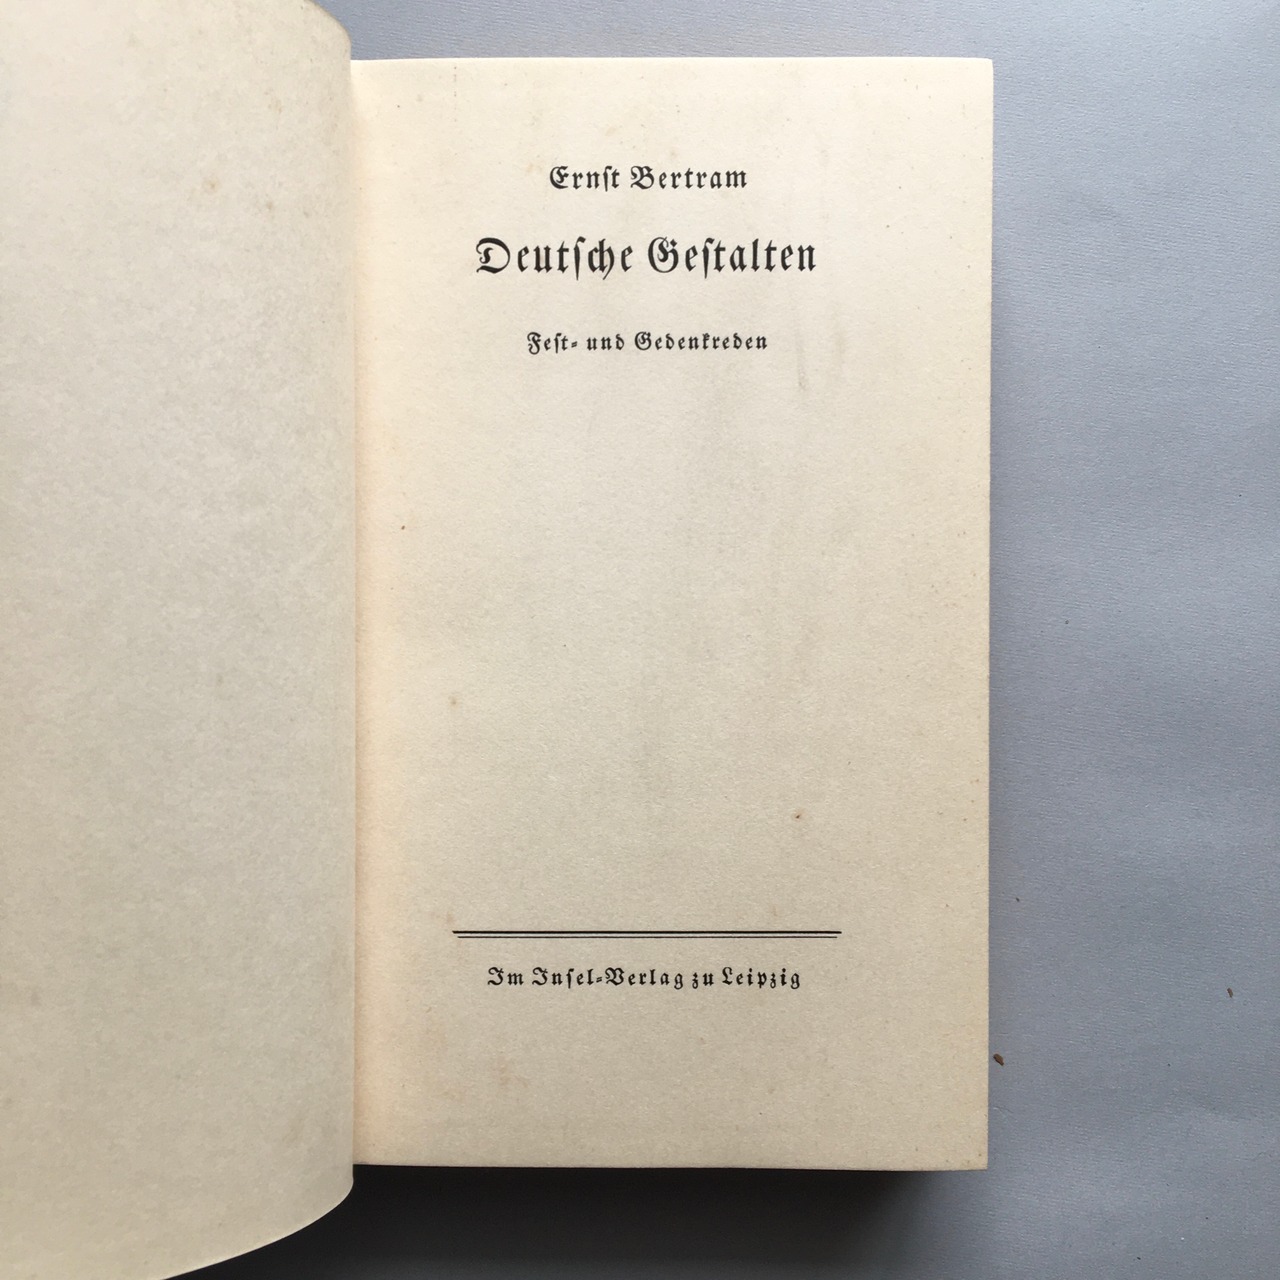 Ernſt Bertram
Deutſche Geſtalten
Feſt- und Gedenkreden
Im Inſel-Verlag zu Leipzig